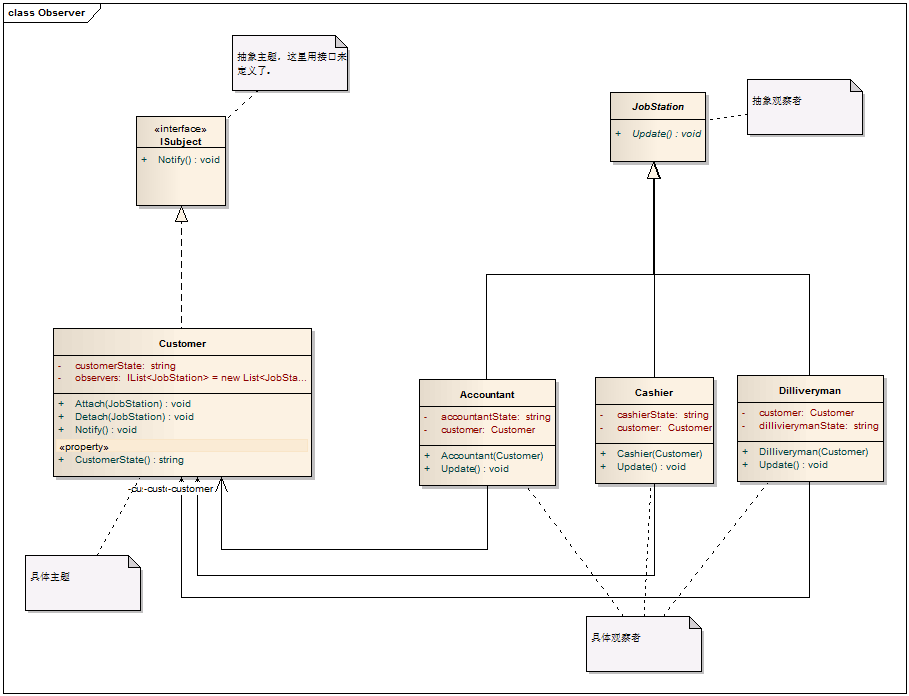 class Observer
抽象主题，这里用接口来
定义了。
«interface»
ISubject
+ Notify() : void
JobStation
+ Update() : void
抽象观察者
Customer
- customerState: string
- observers: IList<JobStation> = new List<JobSta...
+ Attach(JobStation) : void
+ Detach(JobStation) : void
+ Notify() : void
«property»
+ CustomerState() : string
Accountant
- accountantState: string
- customer: Customer
+ Accountant(Customer)
+ Update() : void
Cashier
- cashierState: string
- customer: Customer
+ Cashier(Customer)
+ Update() : void
Dilliveryman
- customer: Customer
- dillivierymanState: string
+ Dilliveryman(Customer)
+ Update() : void
-cu-cust-customer
具体主题
具体观察者